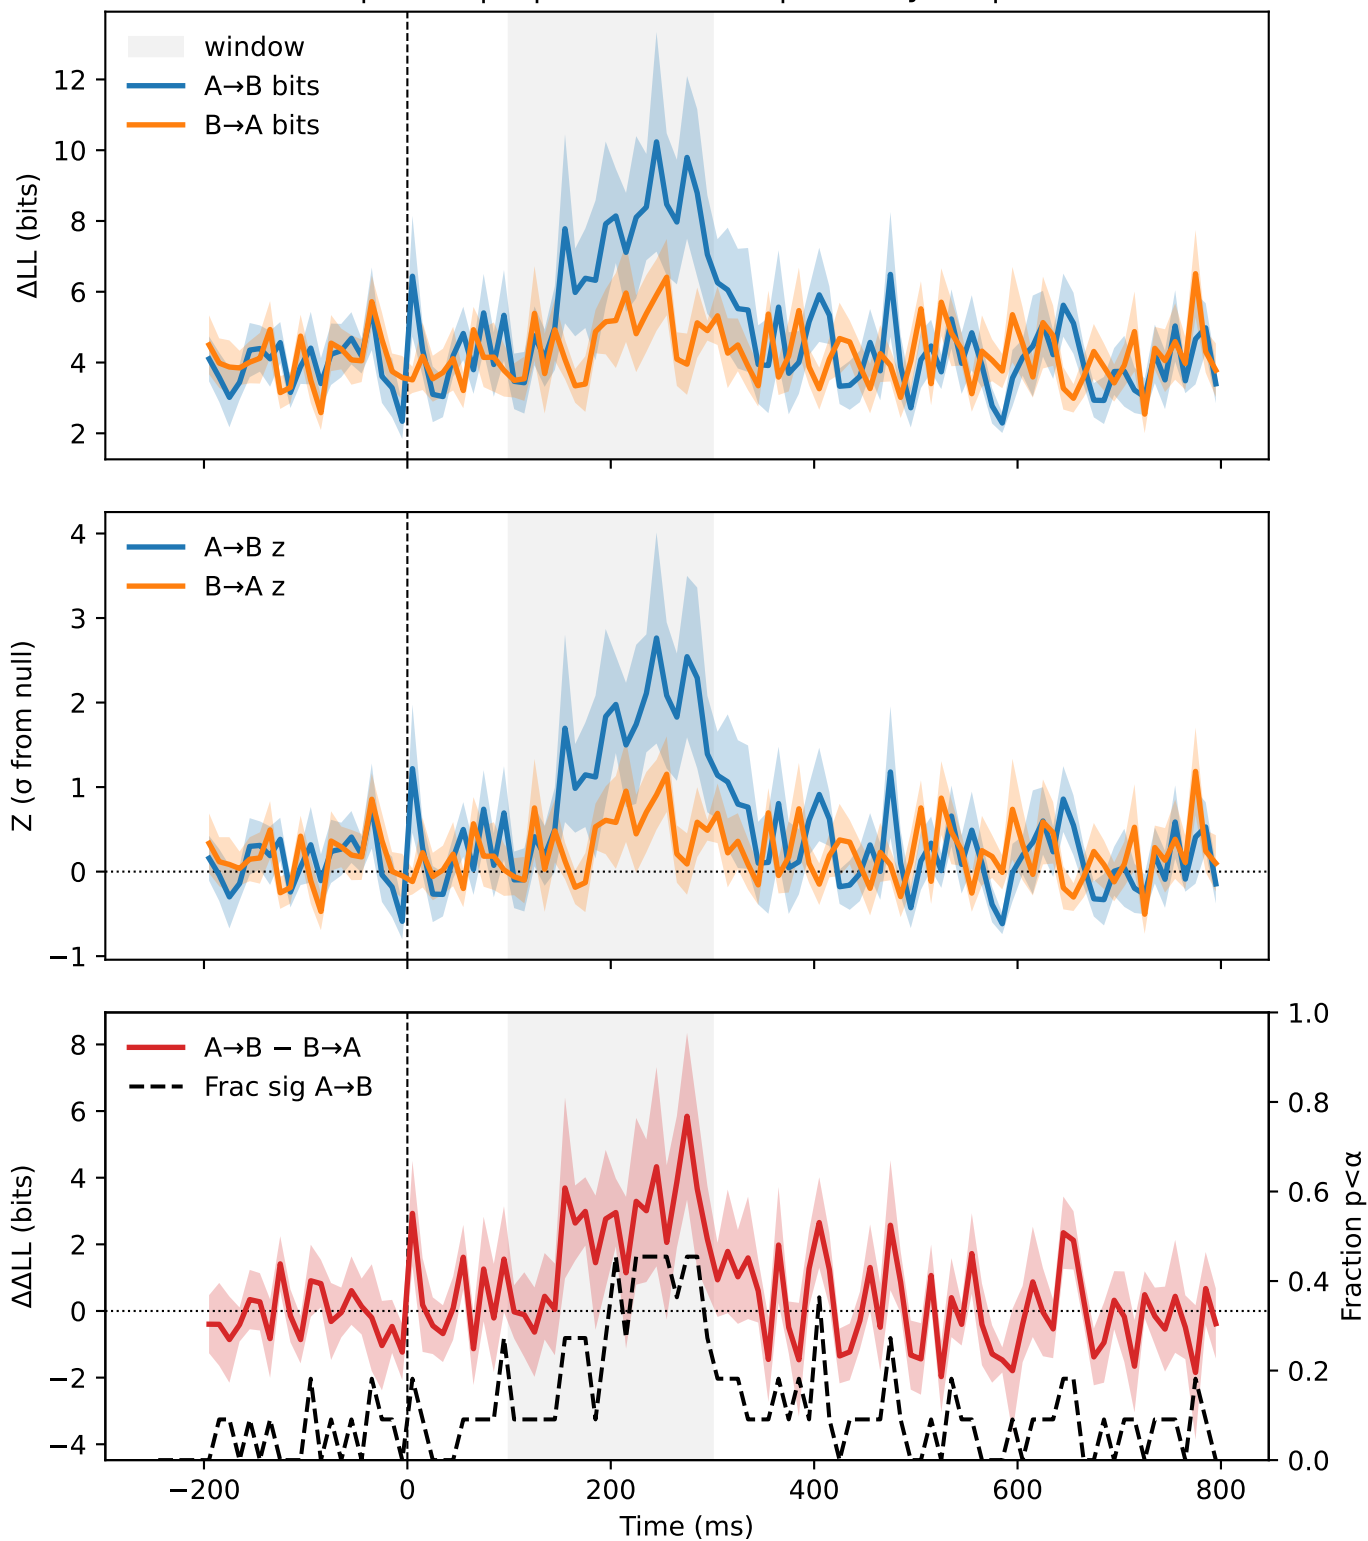 window
A→B bits
B→A bits
12
10
8
6
4
2
ΔLL (bits)
A→B z
B→A z
4
3
2
1
0
−1
Z (σ from null)
A→B − B→A
Frac sig A→B
8
6
4
2
0
−2
−4
ΔΔLL (bits)
1.0
0.8
0.6
0.4
0.2
0.0
Fraction p<α
−200 0 200 400 600 800
Time (ms)